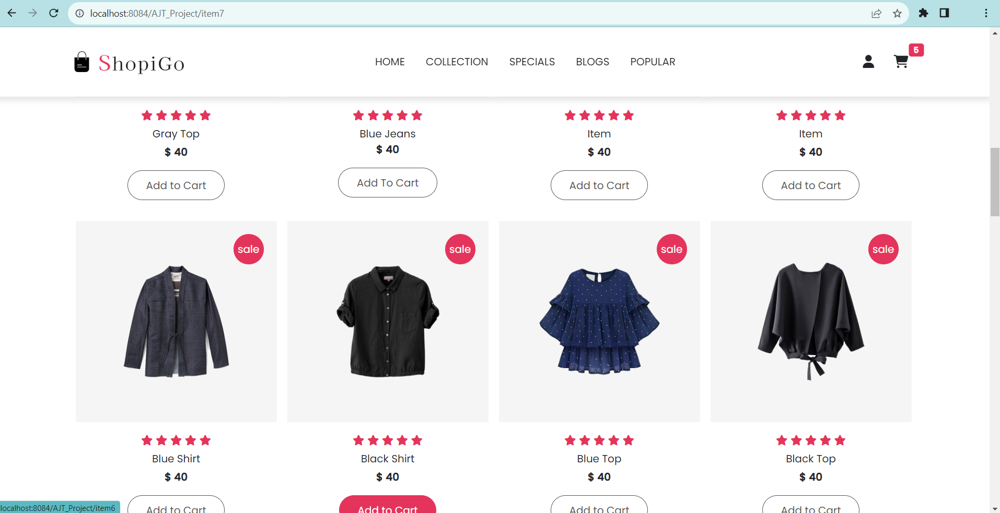 localhost:8084/AJT_Project/item7
ShopiGo
HOME COLLECTION SPECIALS BLOGS POPULAR
5
Gray Top Blue Jeans Item Item
$ 40 $ 40 $ 40 $ 40
Add to Cart Add To Cart Add to Cart Add to Cart
sale sale sale sale
Blue Shirt Black Shirt Blue Top Black Top
$ 40 $ 40 $ 40 $ 40
Add to Cart Add to Cart Add to Cart Add to Cart
localhost:8084/AJT_Project/item6